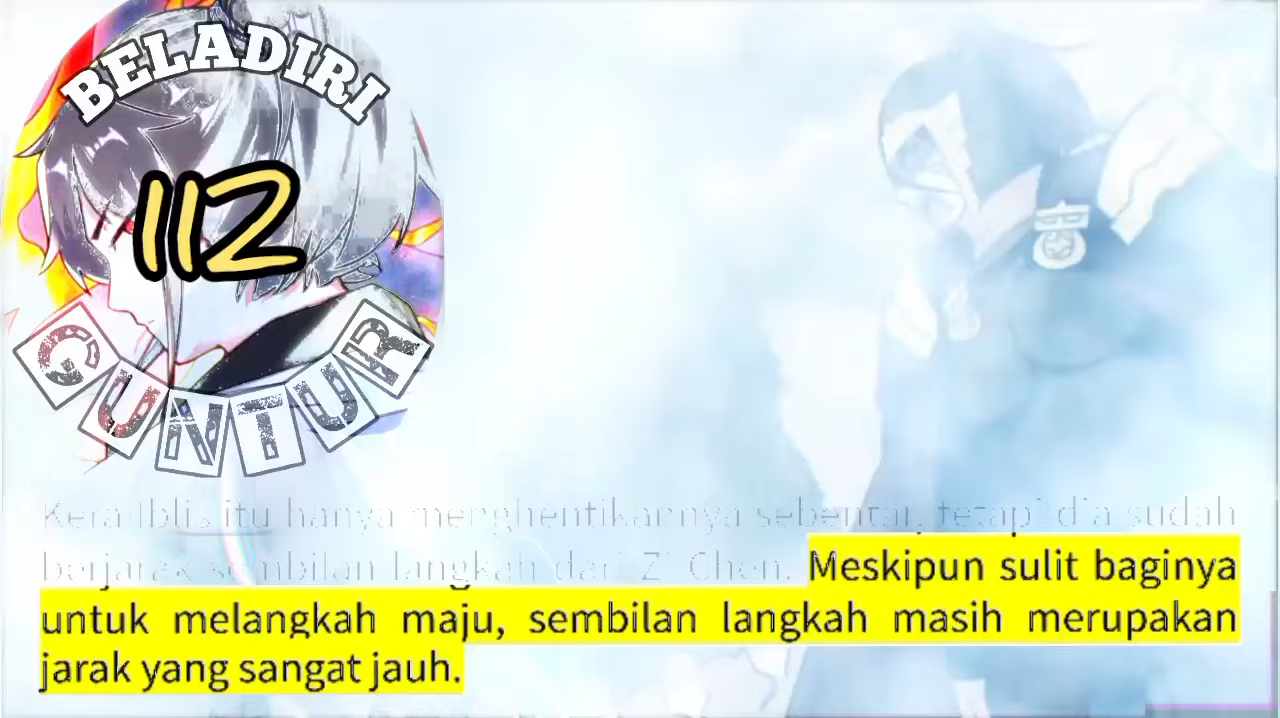 BELADIRI
112
GUNTUR
Kera Iblis itu hanya menghentikannya sebentar, tetapi dia sudah
berjarak sembilan langkah dari Zi Chen. Meskipun sulit baginya
untuk melangkah maju, sembilan langkah masih merupakan
jarak yang sangat jauh.